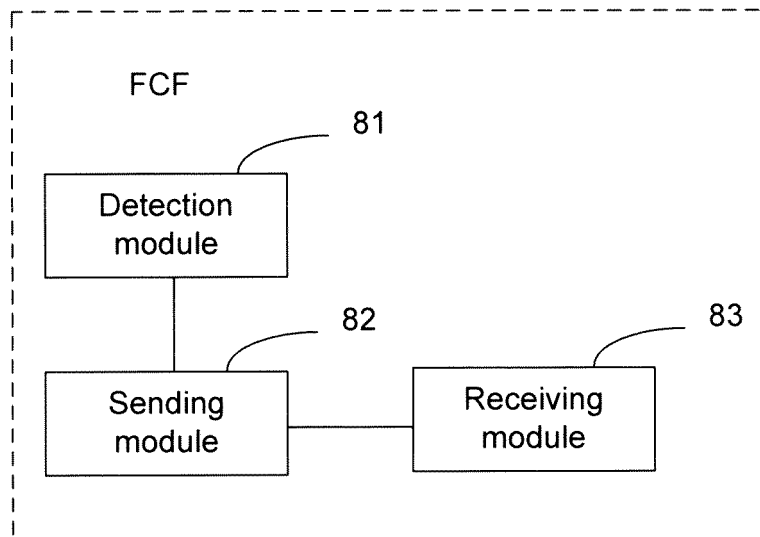 FCF
81
Detection
module
82
Sending
module
83
Receiving
module